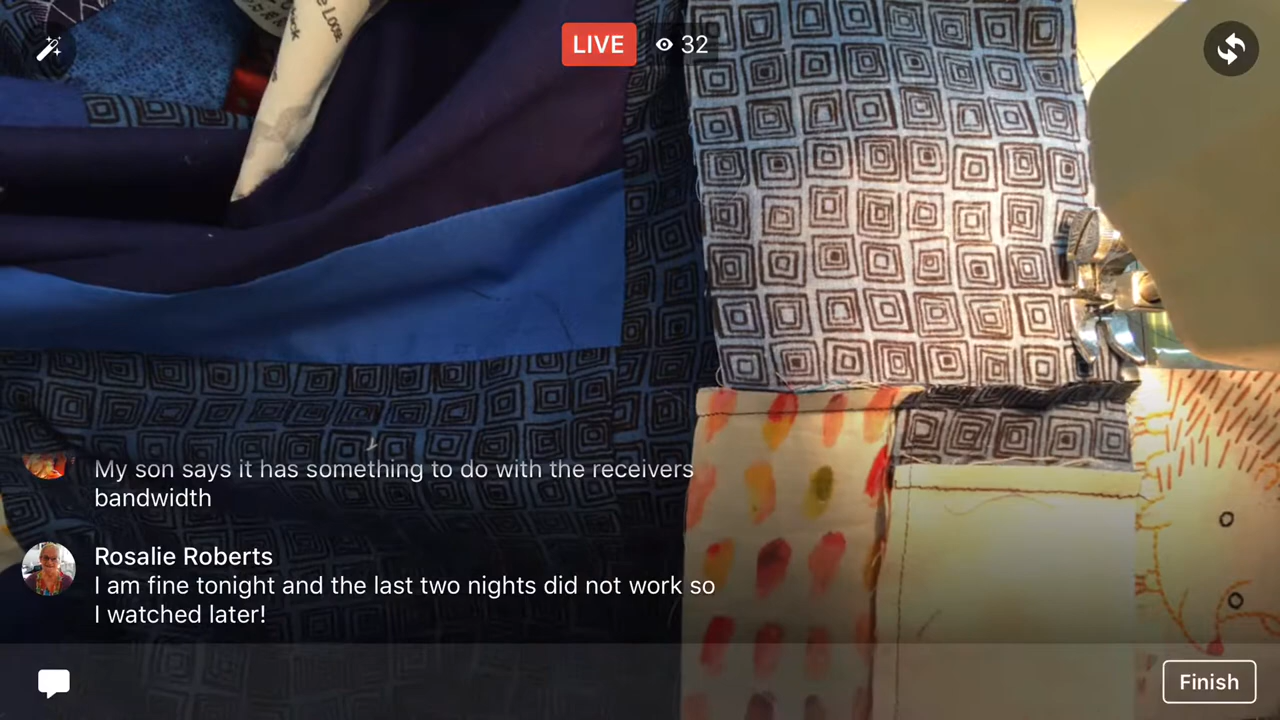 LIVE 32
e Loose
My son says it has something to do with the receivers
bandwidth
Rosalie Roberts
I am fine tonight and the last two nights did not work so
I watched later!
Finish